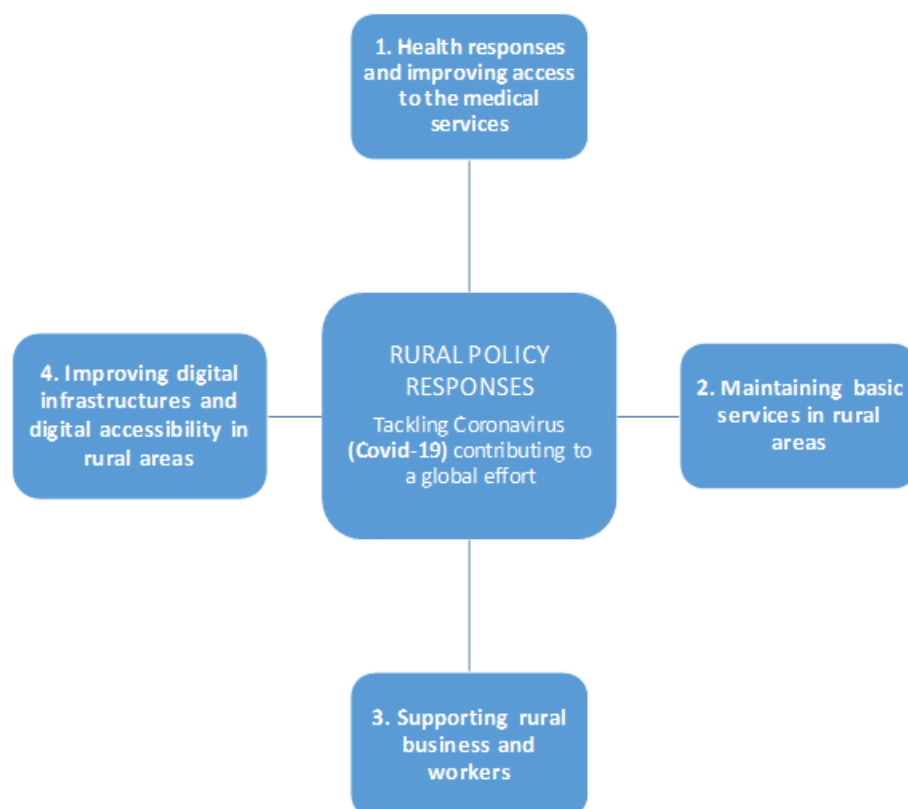 1. Health responses
and improving access
to the medical
services
RURAL POLICY
RESPONSES
Tackling Coronavirus
(Covid-19) contributing to
a global effort
4. Improving digital
infrastructures and
digital accessibility in
rural areas
2. Maintaining basic
services in rural
areas
3. Supporting rural
business and
workers